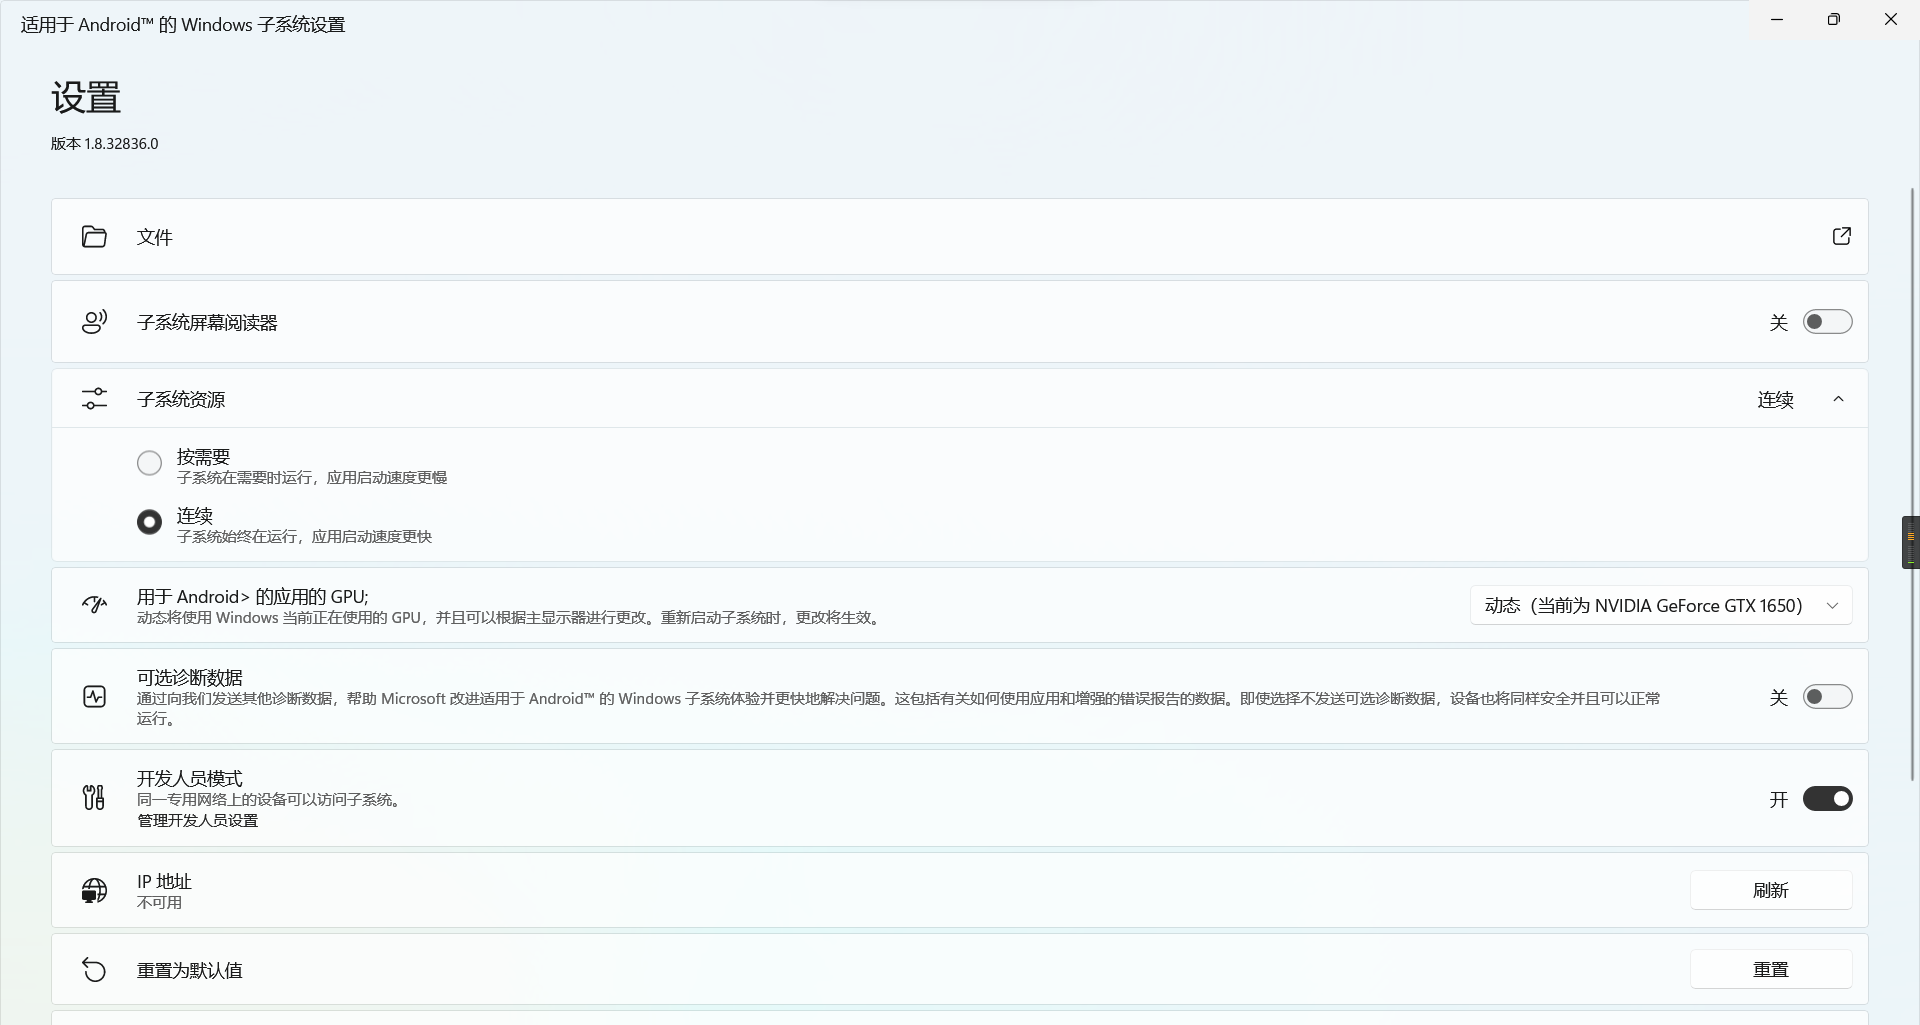 适用于 Android™ 的 Windows 子系统设置
设置
版本 1.8.32836.0
文件
子系统屏幕阅读器
关
子系统资源
连续
按需要
子系统在需要时运行，应用启动速度更慢
连续
子系统始终在运行，应用启动速度更快
用于 Android> 的应用的 GPU;
动态将使用 Windows 当前正在使用的 GPU，并且可以根据主显示器进行更改。重新启动子系统时，更改将生效。
动态（当前为 NVIDIA GeForce GTX 1650）
可选诊断数据
通过向我们发送其他诊断数据，帮助 Microsoft 改进适用于 Android™ 的 Windows 子系统体验并更快地解决问题。这包括有关如何使用应用和增强的错误报告的数据。即使选择不发送可选诊断数据，设备也将同样安全并且可以正常
运行。
关
开发人员模式
同一专用网络上的设备可以访问子系统。
管理开发人员设置
开
IP 地址
不可用
刷新
重置为默认值
重置